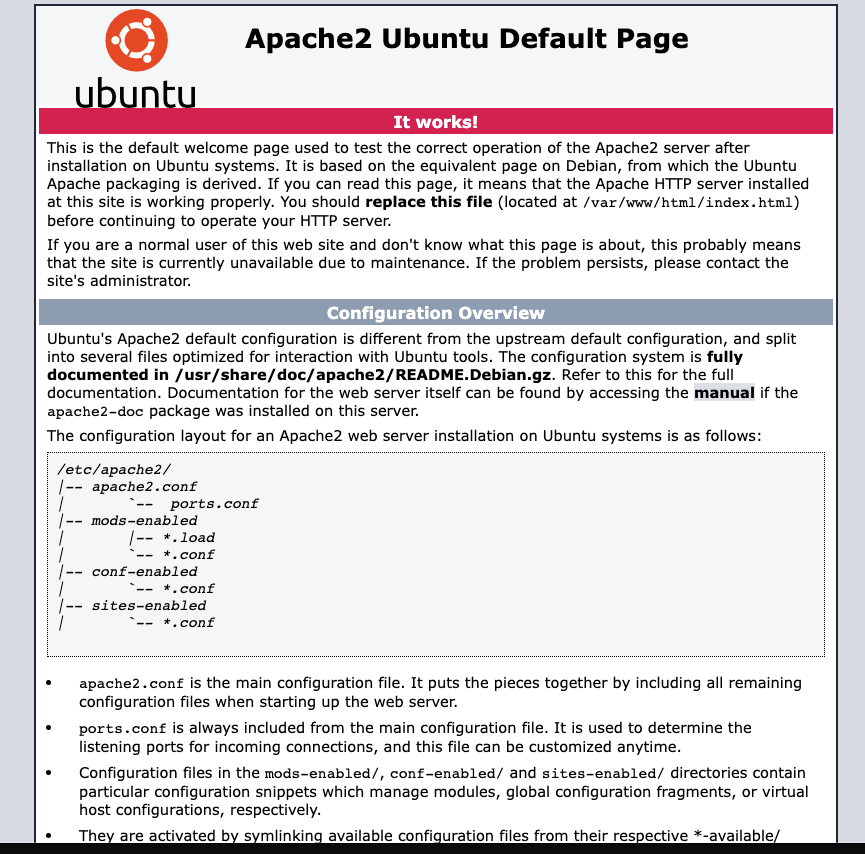 Apache2 Ubuntu Default Page
ubuntu
It works!
This is the default welcome page used to test the correct operation of the Apache2 server after
installation on Ubuntu systems. It is based on the equivalent page on Debian, from which the Ubuntu
Apache packaging is derived. If you can read this page, it means that the Apache HTTP server installed
at this site is working properly. You should replace this file (located at /var/www/html/index.html)
before continuing to operate your HTTP server.
If you are a normal user of this web site and don't know what this page is about, this probably means
that the site is currently unavailable due to maintenance. If the problem persists, please contact the
site's administrator.
Configuration Overview
Ubuntu's Apache2 default configuration is different from the upstream default configuration, and split
into several files optimized for interaction with Ubuntu tools. The configuration system is fully
documented in /usr/share/doc/apache2/README.Debian.gz. Refer to this for the full
documentation. Documentation for the web server itself can be found by accessing the manual if the
apache2-doc package was installed on this server.
The configuration layout for an Apache2 web server installation on Ubuntu systems is as follows:
/etc/apache2/
|-- apache2.conf
|       `--  ports.conf
|-- mods-enabled
|       |-- *.load
|       `-- *.conf
|-- conf-enabled
|       `-- *.conf
|-- sites-enabled
|       `-- *.conf
• apache2.conf is the main configuration file. It puts the pieces together by including all remaining
configuration files when starting up the web server.
• ports.conf is always included from the main configuration file. It is used to determine the
listening ports for incoming connections, and this file can be customized anytime.
• Configuration files in the mods-enabled/, conf-enabled/ and sites-enabled/ directories contain
particular configuration snippets which manage modules, global configuration fragments, or virtual
host configurations, respectively.
• They are activated by symlinking available configuration files from their respective *-available/